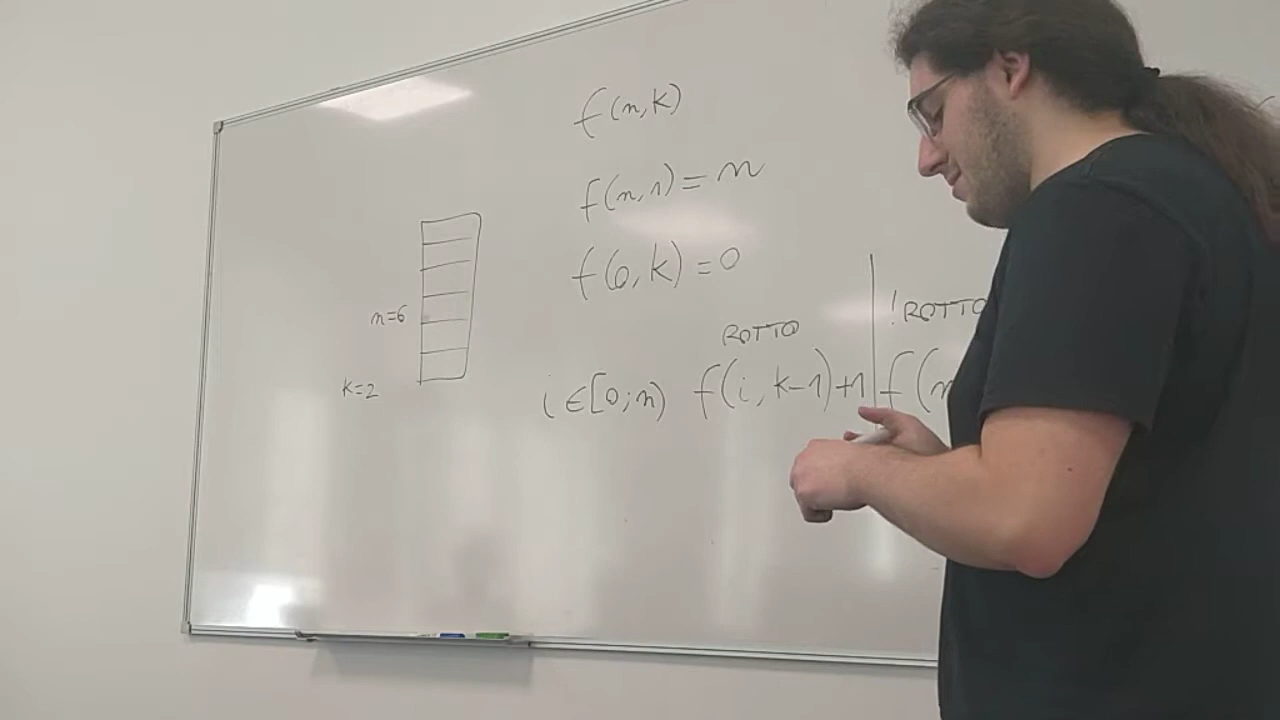 f(n,k)
f(n,1)=n
f(0,k)=0
n=6
k=2
ROTTO !ROTTO
i∈[0;n) f(i,k-1)+1 f(n